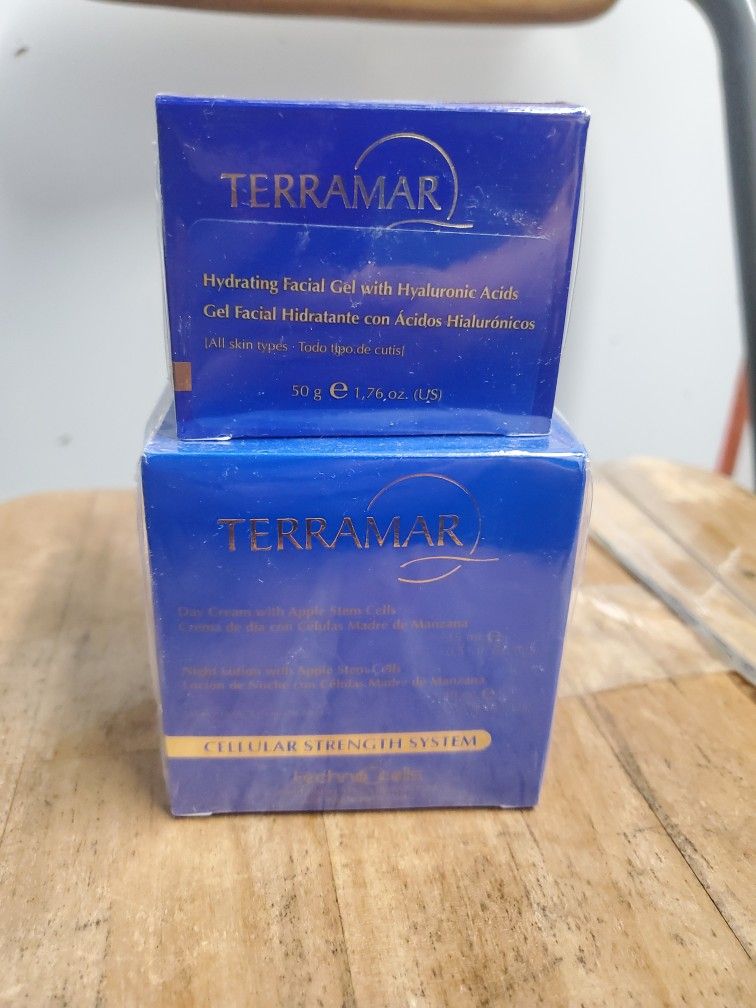 TERRAMAR
Hydrating Facial Gel with Hyaluronic Acids
Gel Facial Hidratante con Ácidos Hialurónicos
[All skin types · Todo tipo de cutis]
50 g e 1,76 oz. (US)
TERRAMAR
Day Cream with Apple Stem Cells
Crema de día con Células Madre de Manzana
Night Lotion with Apple Stem Cells
Loción de Noche con Células Madre de Manzana
CELLULAR STRENGTH SYSTEM
techno cells